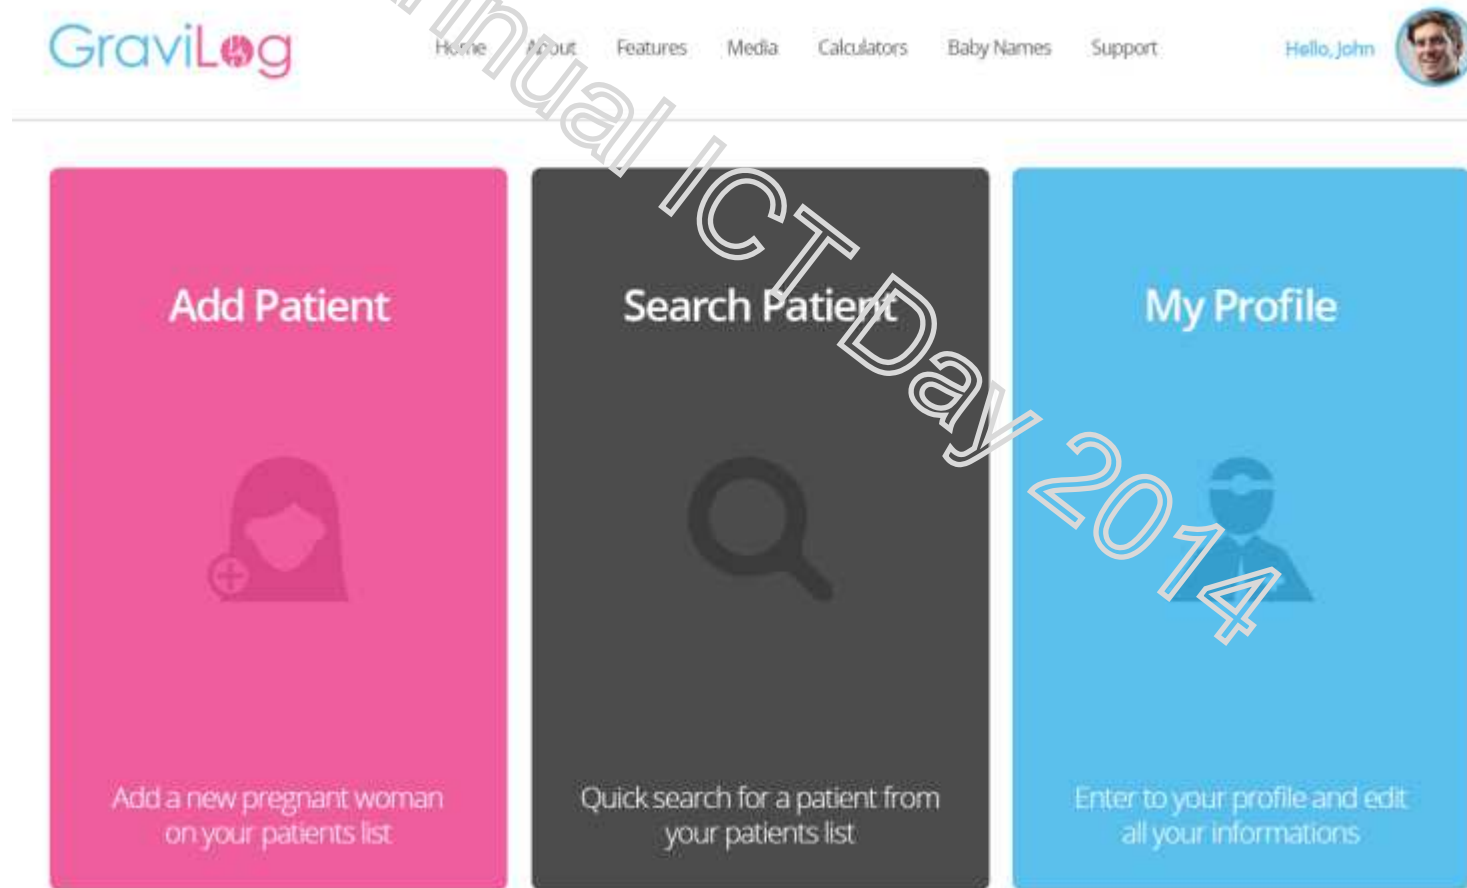 GraviLog
Home About Features Media Calculators Baby Names Support Hello, John
Annual ICT Day 2014
Add Patient Search Patient My Profile
Add a new pregnant woman
on your patients list
Quick search for a patient from
your patients list
Enter to your profile and edit
all your informations